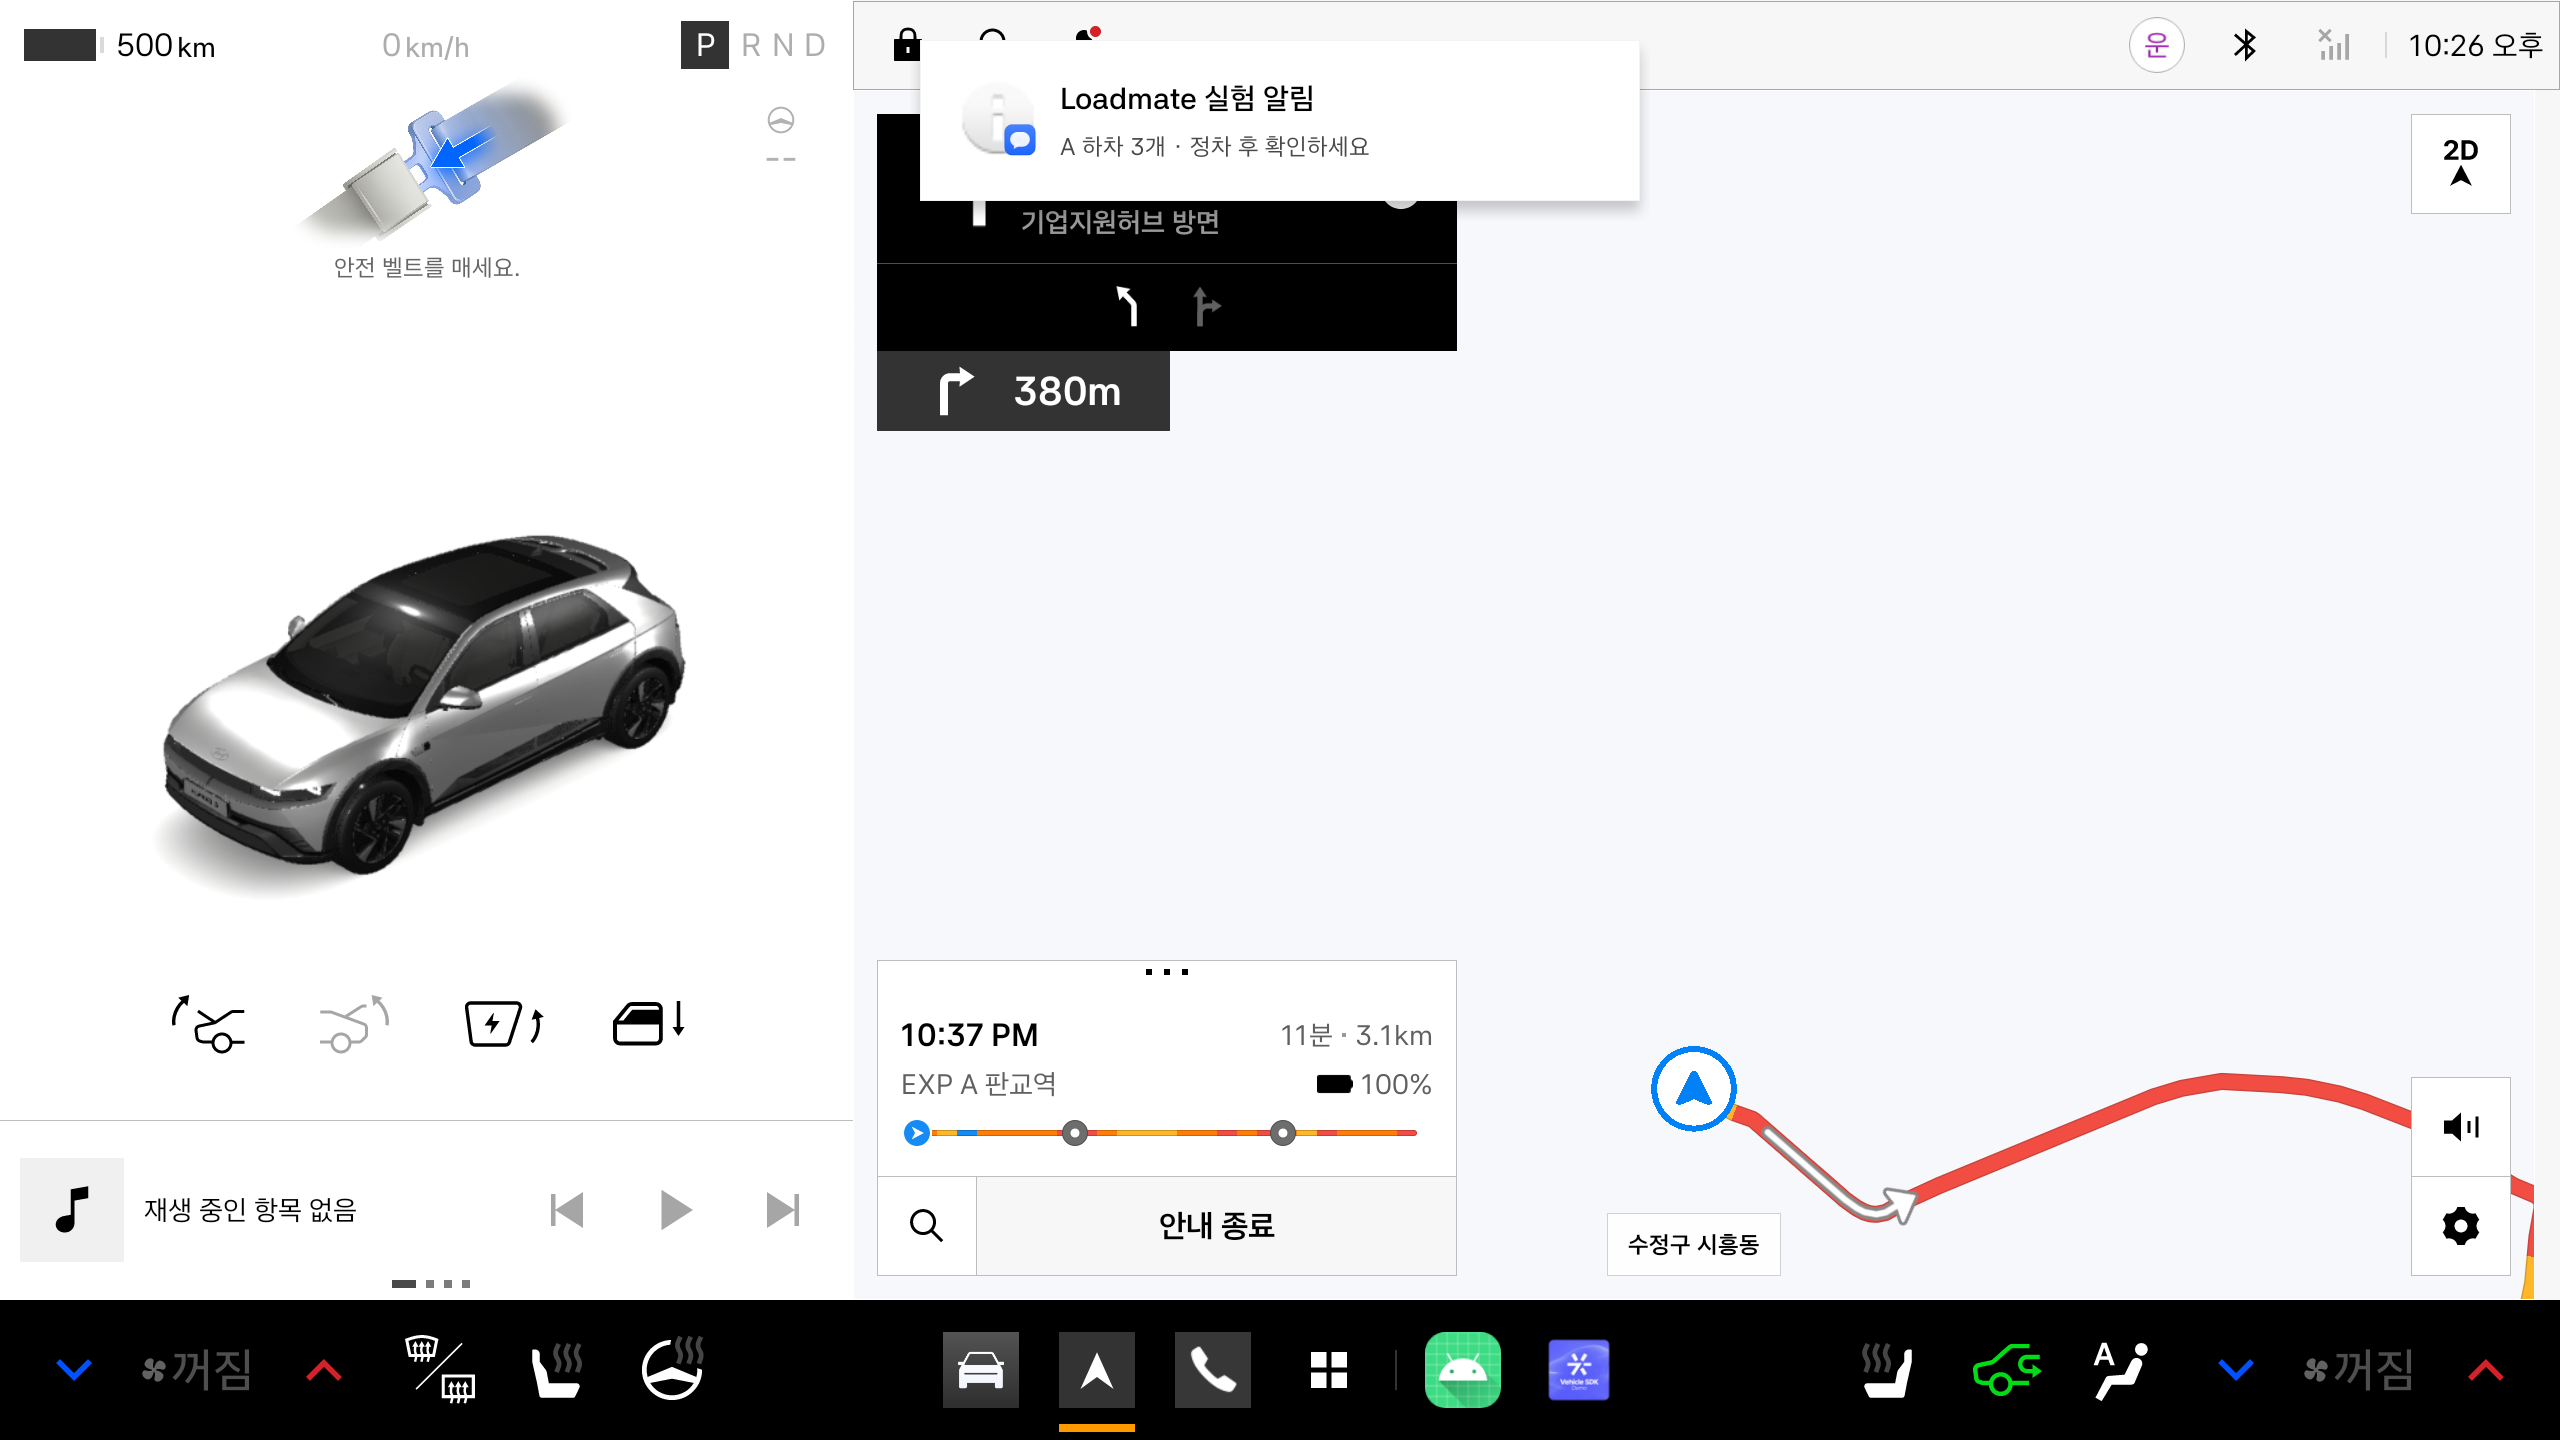 500 km
0 km/h
P R N D
운
10:26 오후
안전 벨트를 매세요.
Loadmate 실험 알림
A 하차 3개 · 정차 후 확인하세요
기업지원허브 방면
380m
2D
10:37 PM
11분 · 3.1km
EXP A 판교역
100%
안내 종료
수정구 시흥동
재생 중인 항목 없음
꺼짐
Vehicle SDK
Demo
A
꺼짐